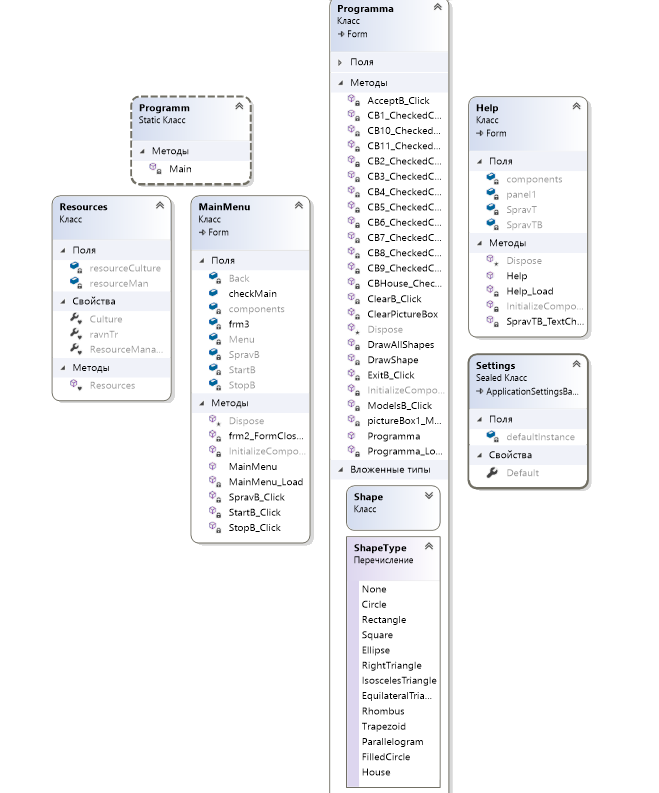 Programm
Static Класс
Методы
Main
Resources
Класс
Поля
resourceCulture
resourceMan
Свойства
Culture
ravnTr
ResourceMana...
Методы
Resources
MainMenu
Класс
Form
Поля
Back
checkMain
components
frm3
Menu
SpravB
StartB
StopB
Методы
Dispose
frm2_FormClos...
InitializeCompo...
MainMenu
MainMenu_Load
SpravB_Click
StartB_Click
StopB_Click
Programma
Класс
Form
Поля
Методы
AcceptB_Click
CB1_CheckedC...
CB10_Checked...
CB11_Checked...
CB2_CheckedC...
CB3_CheckedC...
CB4_CheckedC...
CB5_CheckedC...
CB6_CheckedC...
CB7_CheckedC...
CB8_CheckedC...
CB9_CheckedC...
CBHouse_Chec...
ClearB_Click
ClearPictureBox
Dispose
DrawAllShapes
DrawShape
ExitB_Click
InitializeCompo...
ModelsB_Click
pictureBox1_M...
Programma
Programma_Lo...
Вложенные типы
Shape
Класс
ShapeType
Перечисление
None
Circle
Rectangle
Square
Ellipse
RightTriangle
IsoscelesTriangle
EquilateralTria...
Rhombus
Trapezoid
Parallelogram
FilledCircle
House
Help
Класс
Form
Поля
components
panel1
SpravT
SpravTB
Методы
Dispose
Help
Help_Load
InitializeCompo...
SpravTB_TextCh...
Settings
Sealed Класс
ApplicationSettingsBa...
Поля
defaultInstance
Свойства
Default